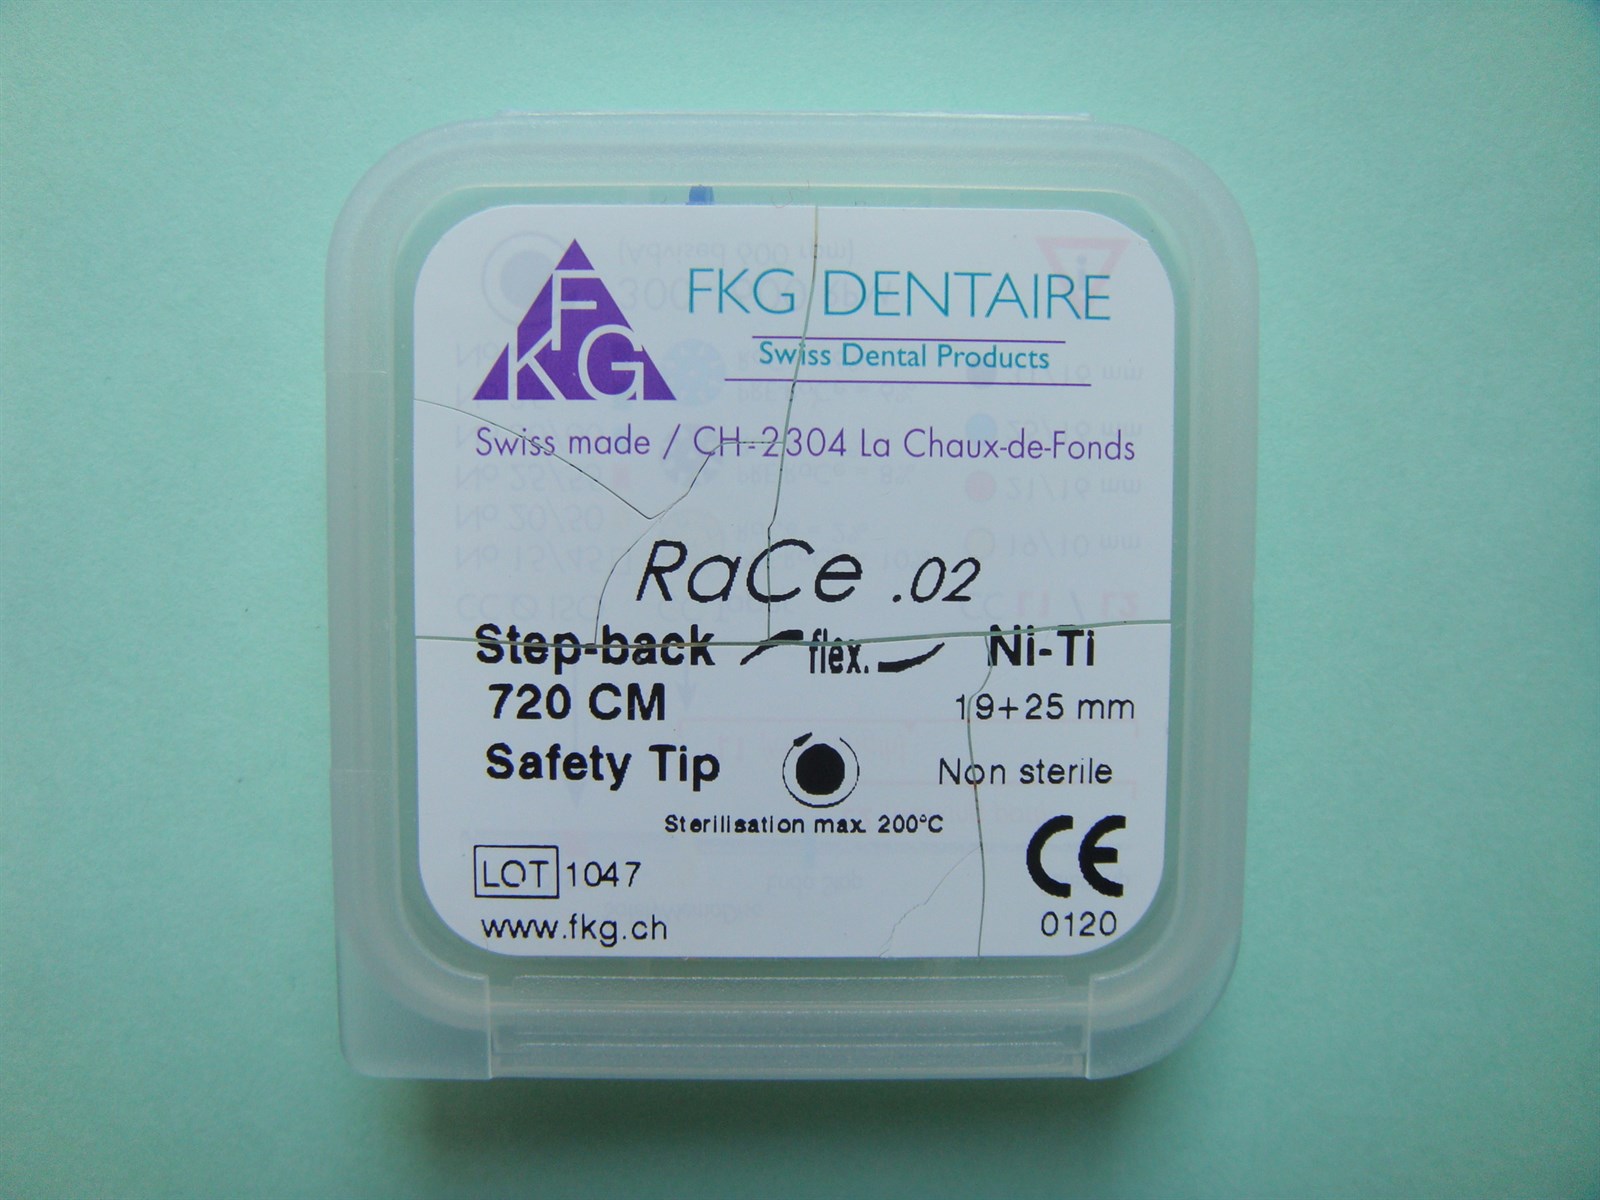 FKG
FKG DENTAIRE
Swiss Dental Products
Swiss made / CH-2304 La Chaux-de-Fonds
RaCe .02
Step-back flex. Ni-Ti
720 CM 19+25 mm
Safety Tip Non sterile
Sterilisation max. 200°C
LOT 1047 CE
www.fkg.ch 0120